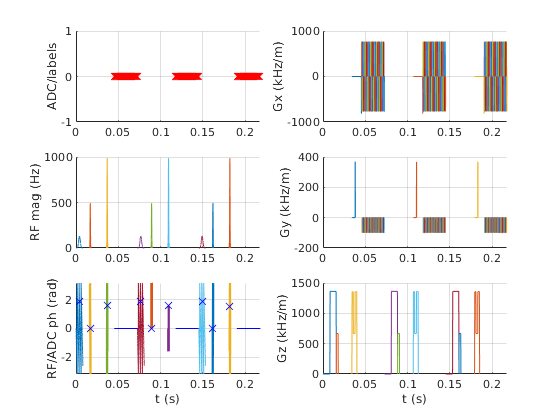 ADC/labels
1
0
-1
0 0.05 0.1 0.15 0.2
Gx (kHz/m)
1000
0
-1000
0 0.05 0.1 0.15 0.2
RF mag (Hz)
1000
500
0
0 0.05 0.1 0.15 0.2
Gy (kHz/m)
400
200
0
-200
0 0.05 0.1 0.15 0.2
RF/ADC ph (rad)
2
0
-2
0 0.05 0.1 0.15 0.2
t (s)
Gz (kHz/m)
1500
1000
500
0
0 0.05 0.1 0.15 0.2
t (s)